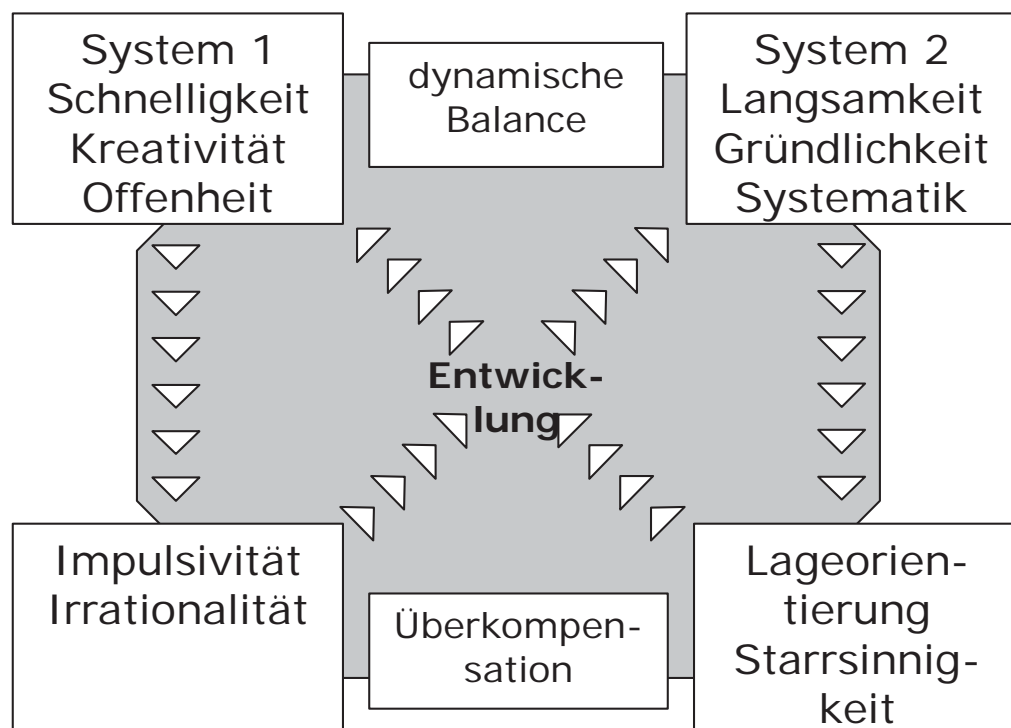 System 1
Schnelligkeit
Kreativität
Offenheit
dynamische
Balance
System 2
Langsamkeit
Gründlichkeit
Systematik
Entwick-
lung
Impulsivität
Irrationalität
Überkompen-
sation
Lageorien-
tierung
Starrsinnig-
keit